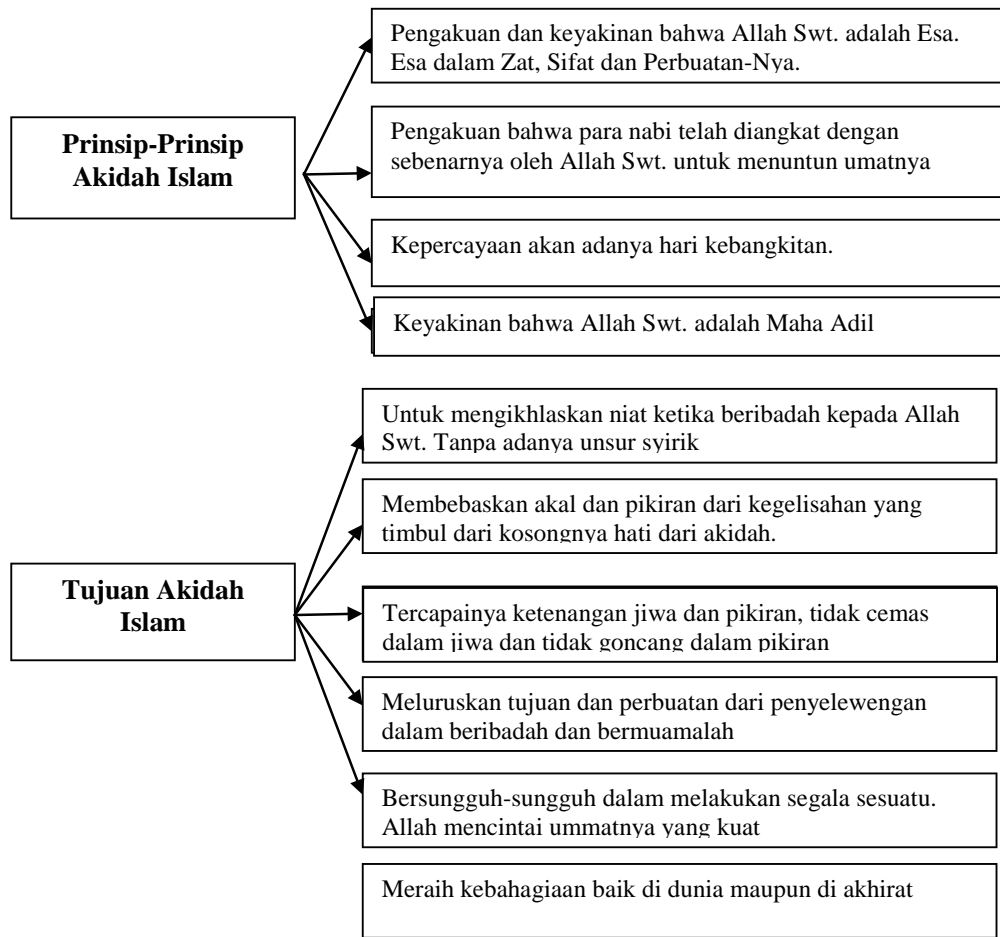 Pengakuan dan keyakinan bahwa Allah Swt. adalah Esa.
Esa dalam Zat, Sifat dan Perbuatan-Nya.
Prinsip-Prinsip
Akidah Islam
Pengakuan bahwa para nabi telah diangkat dengan
sebenarnya oleh Allah Swt. untuk menuntun umatnya
Kepercayaan akan adanya hari kebangkitan.
Keyakinan bahwa Allah Swt. adalah Maha Adil
Untuk mengikhlaskan niat ketika beribadah kepada Allah
Swt. Tanpa adanya unsur syirik
Membebaskan akal dan pikiran dari kegelisahan yang
timbul dari kosongnya hati dari akidah.
Tujuan Akidah
Islam
Tercapainya ketenangan jiwa dan pikiran, tidak cemas
dalam jiwa dan tidak goncang dalam pikiran
Meluruskan tujuan dan perbuatan dari penyelewengan
dalam beribadah dan bermuamalah
Bersungguh-sungguh dalam melakukan segala sesuatu.
Allah mencintai ummatnya yang kuat
Meraih kebahagiaan baik di dunia maupun di akhirat